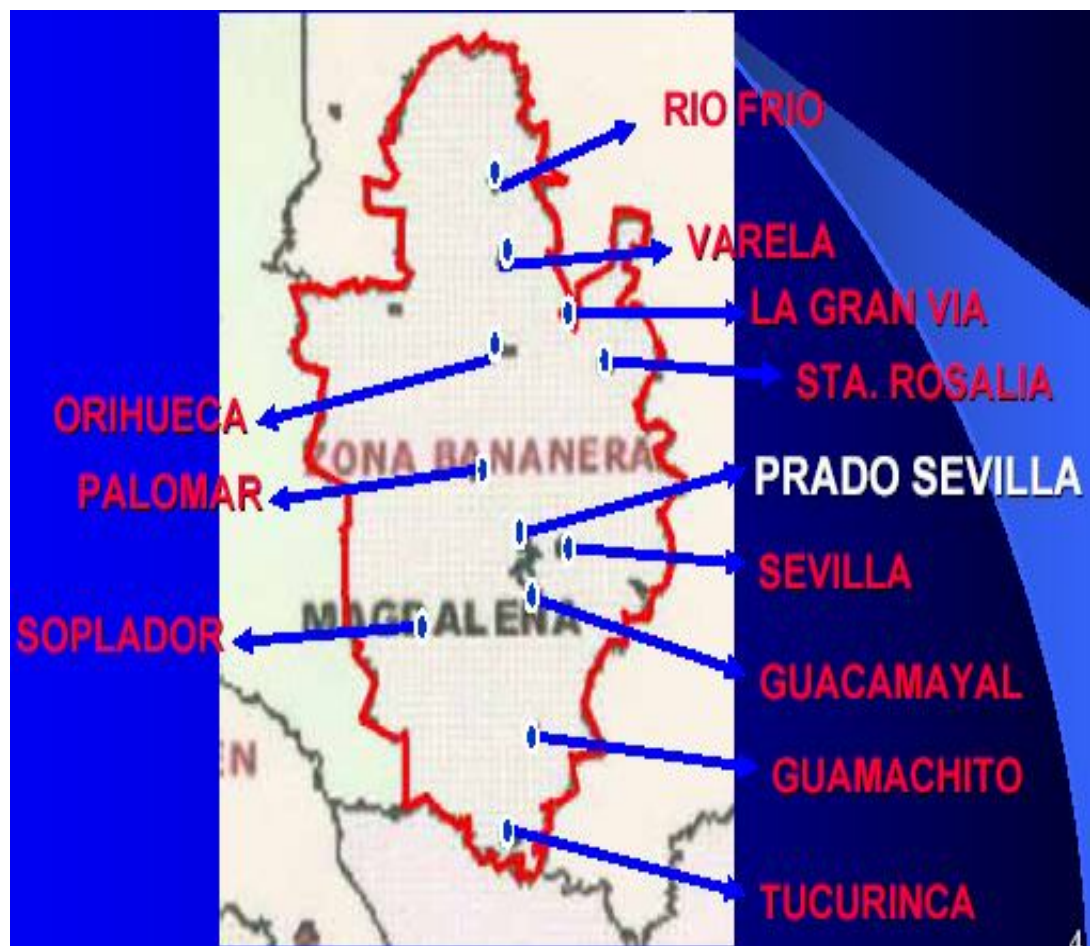 RIO FRIO
VARELA
LA GRAN VIA
STA. ROSALIA
ORIHUECA
ZONA BANANERA
PALOMAR
PRADO SEVILLA
SEVILLA
MAGDALENA
SOPLADOR
GUACAMAYAL
EN
GUAMACHITO
TUCURINCA